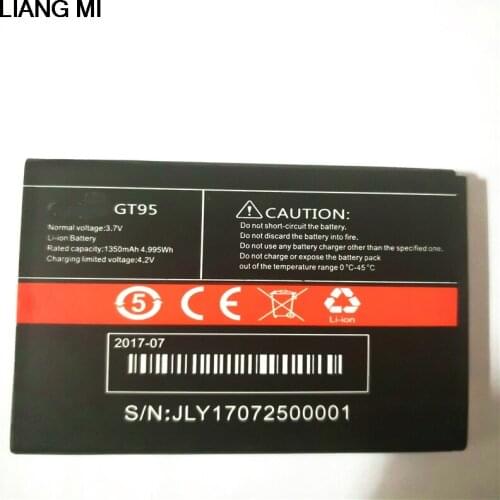 LIANG MI
GT95
Normal voltage:3.7V
Li-ion Battery
Rated capacity:1350mAh 4.995Wh
Charging limited voltage:4.2V
CAUTION:
Do not short-circuit the battery.
Do not discard the battery into fire.
Do not use any battery charger other than the specified one.
Do not charge or expose the battery
out of the temperature range 0 °C-45 °C
5
CE
Li-ion
2017-07
S/N:JLY17072500001